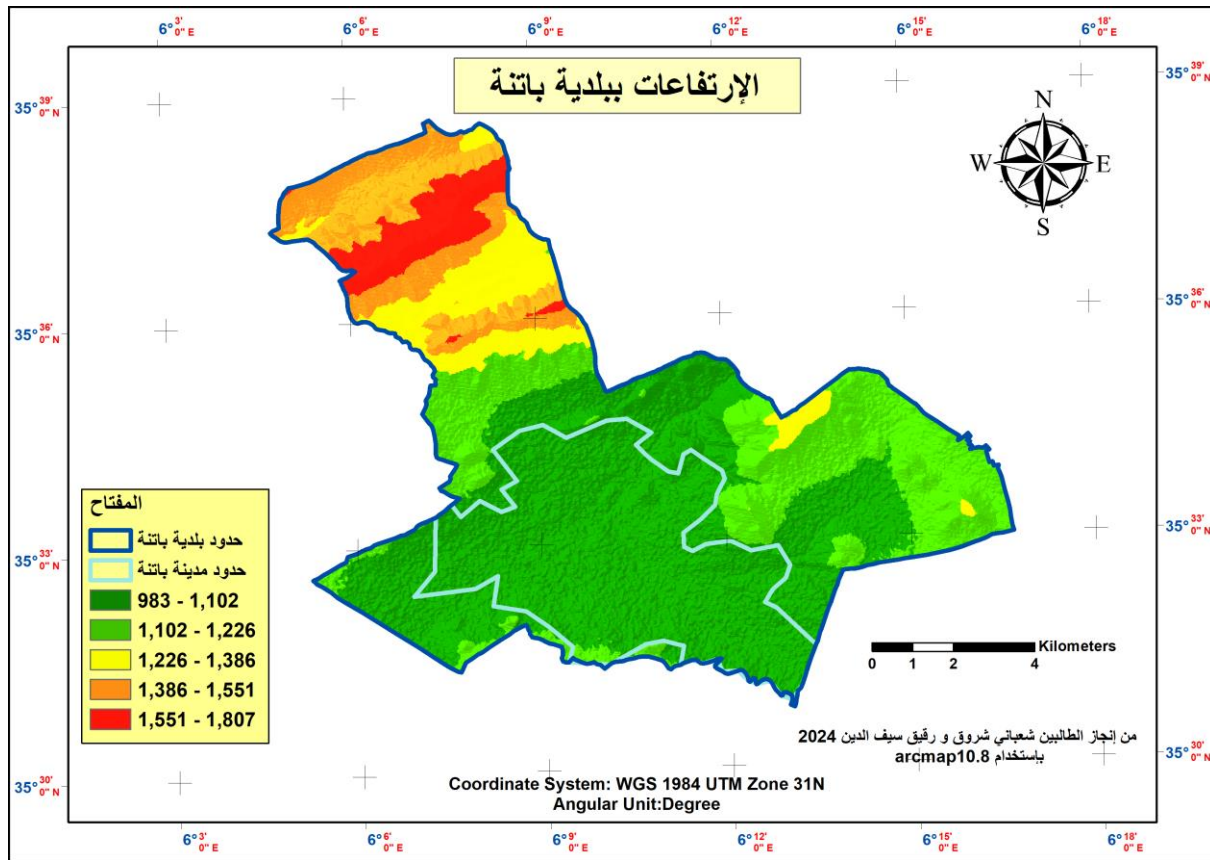 6°3'0" E 6°6'0" E 6°9'0" E 6°12'0" E 6°15'0" E 6°18'0" E
35°39'0" N
35°39'0" N
الإرتفاعات ببلدية باتنة
N
W E
S
35°36'0" N
35°36'0" N
35°33'0" N
35°33'0" N
المفتاح
حدود بلدية باتنة
حدود مدينة باتنة
983 - 1,102
1,102 - 1,226
1,226 - 1,386
1,386 - 1,551
1,551 - 1,807
Kilometers
0 1 2 4
من إنجاز الطالبين شعباني شروق و رقيق سيف الدين 2024
بإستخدام arcmap10.8
35°30'0" N
35°30'0" N
Coordinate System: WGS 1984 UTM Zone 31N
Angular Unit:Degree
6°3'0" E 6°6'0" E 6°9'0" E 6°12'0" E 6°15'0" E 6°18'0" E